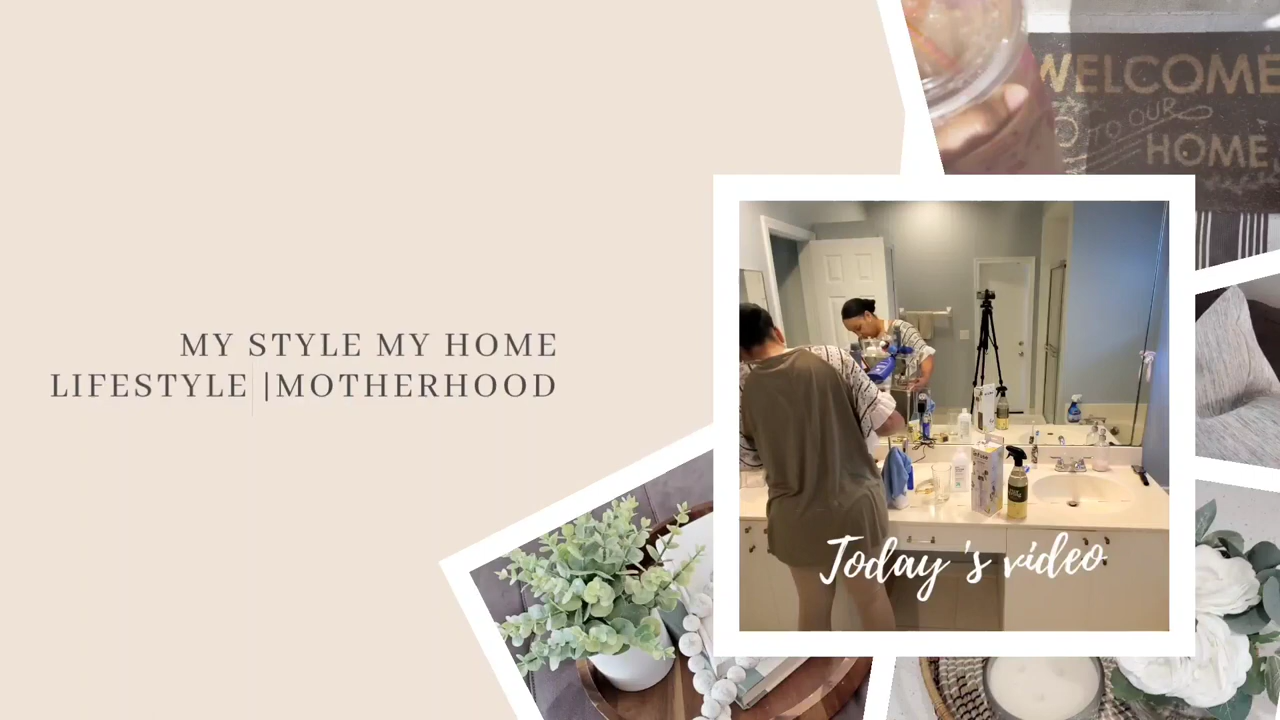 MY STYLE MY HOME
LIFESTYLE |MOTHERHOOD
WELCOME
TO OUR
HOME
Today's video